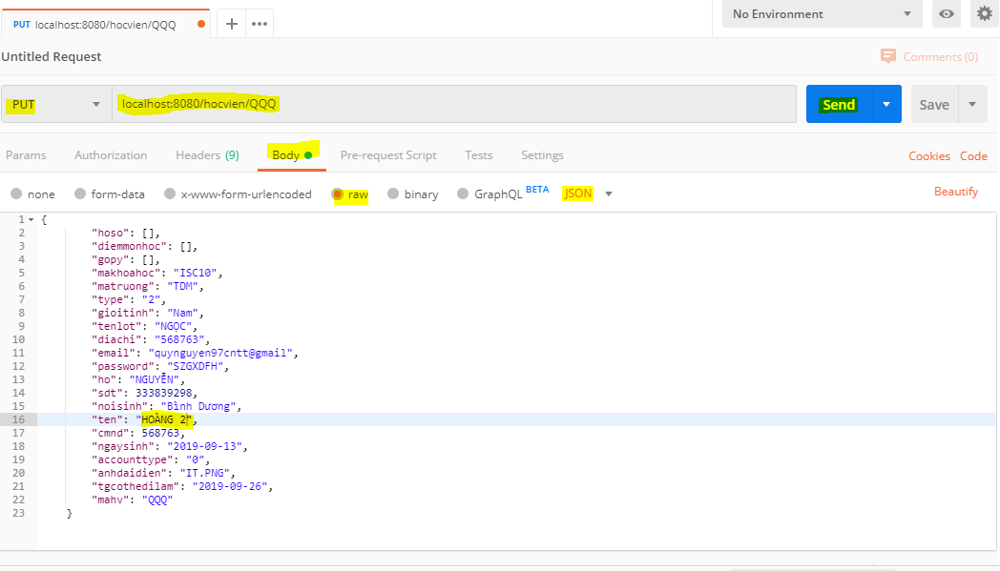 PUT localhost:8080/hocvien/QQQ
No Environment
Untitled Request
Comments (0)
PUT
localhost:8080/hocvien/QQQ
Send
Save
Params Authorization Headers (9) Body Pre-request Script Tests Settings Cookies Code
none form-data x-www-form-urlencoded raw binary GraphQL BETA JSON Beautify
1 {
2 "hoso": [],
3 "diemmonhoc": [],
4 "gopy": [],
5 "makhoahoc": "ISC10",
6 "matruong": "TDM",
7 "type": "2",
8 "gioitinh": "Nam",
9 "tenlot": "NGỌC",
10 "diachi": "568763",
11 "email": "quynguyen97cntt@gmail",
12 "password": "SZGXDFH",
13 "ho": "NGUYỄN",
14 "sdt": 333839298,
15 "noisinh": "Bình Dương",
16 "ten": "HOÀNG 2",
17 "cmnd": 568763,
18 "ngaysinh": "2019-09-13",
19 "accounttype": "0",
20 "anhdaidien": "IT.PNG",
21 "tgcothedilam": "2019-09-26",
22 "mahv": "QQQ"
23 }